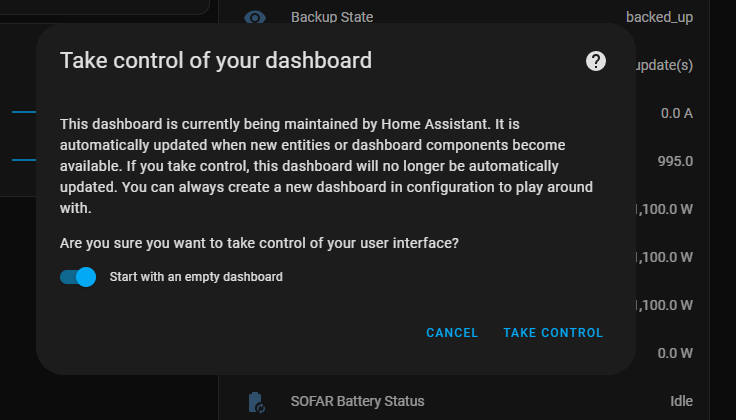 Backup State backed_up
Take control of your dashboard
update(s)
This dashboard is currently being maintained by Home Assistant. It is
0.0 A
automatically updated when new entities or dashboard components become
available. If you take control, this dashboard will no longer be automatically
995.0
updated. You can always create a new dashboard in configuration to play around
with.
1,100.0 W
Are you sure you want to take control of your user interface?
1,100.0 W
Start with an empty dashboard
1,100.0 W
CANCEL TAKE CONTROL
0.0 W
SOFAR Battery Status Idle